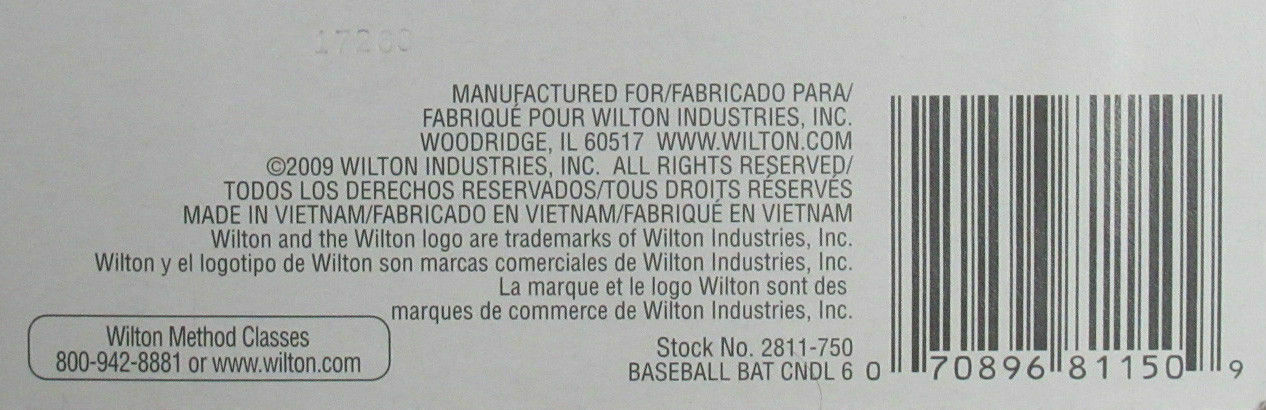 MANUFACTURED FOR/FABRICADO PARA/
FABRIQUÉ POUR WILTON INDUSTRIES, INC.
WOODRIDGE, IL 60517 WWW.WILTON.COM
©2009 WILTON INDUSTRIES, INC. ALL RIGHTS RESERVED/
TODOS LOS DERECHOS RESERVADOS/TOUS DROITS RÉSERVÉS
MADE IN VIETNAM/FABRICADO EN VIETNAM/FABRIQUÉ EN VIETNAM
Wilton and the Wilton logo are trademarks of Wilton Industries, Inc.
Wilton y el logotipo de Wilton son marcas comerciales de Wilton Industries, Inc.
La marque et le logo Wilton sont des
marques de commerce de Wilton Industries, Inc.
Wilton Method Classes
800-942-8881 or www.wilton.com
Stock No. 2811-750
BASEBALL BAT CNDL 6
0 70896 81150 9